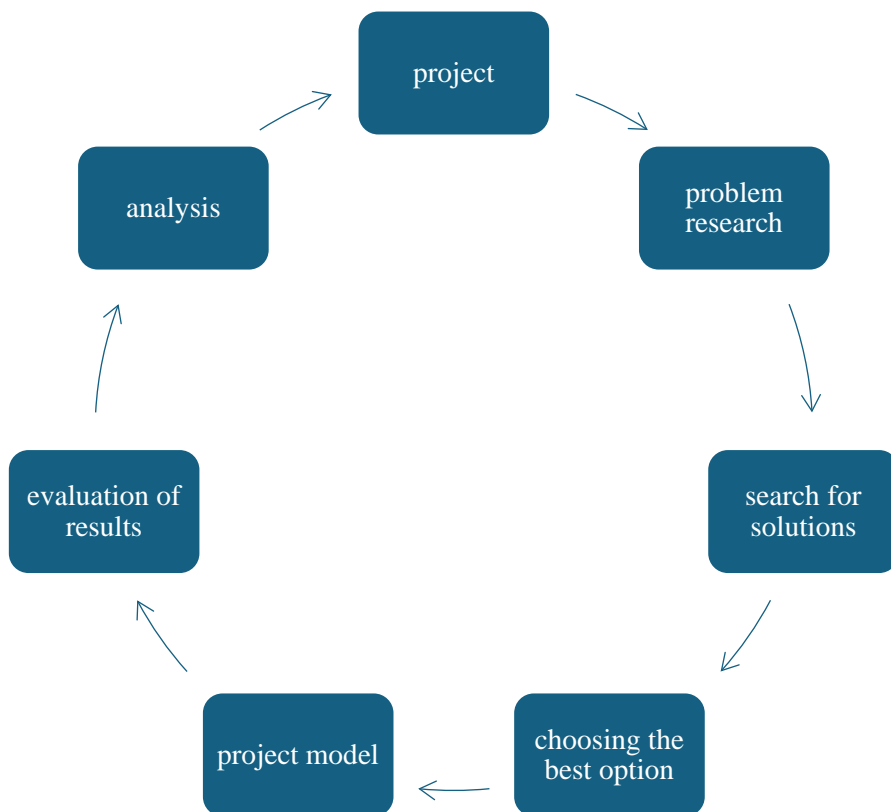 project
problem
research
search for
solutions
choosing the
best option
project model
evaluation of
results
analysis